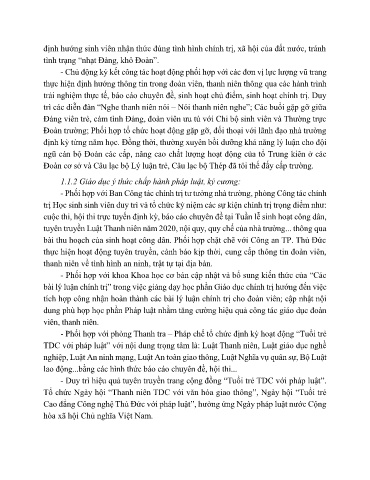 định hướng sinh viên nhận thức đúng tình hình chính trị, xã hội của đất nước, tránh
tình trạng “nhạt Đảng, khô Đoàn”.
- Chủ động ký kết công tác hoạt động phối hợp với các đơn vị lực lượng vũ trang
thực hiện định hướng thông tin trong đoàn viên, thanh niên thông qua các hành trình
trải nghiệm thực tế, báo cáo chuyên đề, sinh hoạt chủ điểm, sinh hoạt chính trị. Duy
trì các diễn đàn “Nghe thanh niên nói – Nói thanh niên nghe”; Các buổi gặp gỡ giữa
Đảng viên trẻ, cảm tình Đảng, đoàn viên ưu tú với Chi bộ sinh viên và Thường trực
Đoàn trường; Phối hợp tổ chức hoạt động gặp gỡ, đối thoại với lãnh đạo nhà trường
định kỳ từng năm học. Đồng thời, thường xuyên bồi dưỡng khả năng lý luận cho đội
ngũ cán bộ Đoàn các cấp, nâng cao chất lượng hoạt động của tổ Trung kiên ở các
Đoàn cơ sở và Câu lạc bộ Lý luận trẻ, Câu lạc bộ Thép đã tôi thế đấy cấp trường.
1.1.2 Giáo dục ý thức chấp hành pháp luật, kỷ cương:
- Phối hợp với Ban Công tác chính trị tư tưởng nhà trường, phòng Công tác chính
trị Học sinh sinh viên duy trì và tổ chức kỷ niệm các sự kiện chính trị trọng điểm như:
cuộc thi, hội thi trực tuyến định kỳ, báo cáo chuyên đề tại Tuần lễ sinh hoạt công dân,
tuyên truyền Luật Thanh niên năm 2020, nội quy, quy chế của nhà trường... thông qua
bài thu hoạch của sinh hoạt công dân. Phối hợp chặt chẽ với Công an TP. Thủ Đức
thực hiện hoạt động tuyên truyền, cảnh báo kịp thời, cung cấp thông tin đoàn viên,
thanh niên về tình hình an ninh, trật tự tại địa bàn.
- Phối hợp với khoa Khoa học cơ bản cập nhật và bổ sung kiến thức của “Các
bài lý luận chính trị” trong việc giảng dạy học phần Giáo dục chính trị hướng đến việc
tích hợp công nhận hoàn thành các bài lý luận chính trị cho đoàn viên; cập nhật nội
dung phù hợp học phần Pháp luật nhằm tăng cường hiệu quả công tác giáo dục đoàn
viên, thanh niên.
- Phối hợp với phòng Thanh tra – Pháp chế tổ chức định kỳ hoạt động “Tuổi trẻ
TDC với pháp luật” với nội dung trọng tâm là: Luật Thanh niên, Luật giáo dục nghề
nghiệp, Luật An ninh mạng, Luật An toàn giao thông, Luật Nghĩa vụ quân sự, Bộ Luật
lao động...bằng các hình thức báo cáo chuyên đề, hội thi...
- Duy trì hiệu quả tuyên truyền trang cộng đồng “Tuổi trẻ TDC với pháp luật”.
Tổ chức Ngày hội “Thanh niên TDC với văn hóa giao thông”, Ngày hội “Tuổi trẻ
Cao đẳng Công nghệ Thủ Đức với pháp luật”, hưởng ứng Ngày pháp luật nước Cộng
hòa xã hội Chủ nghĩa Việt Nam.